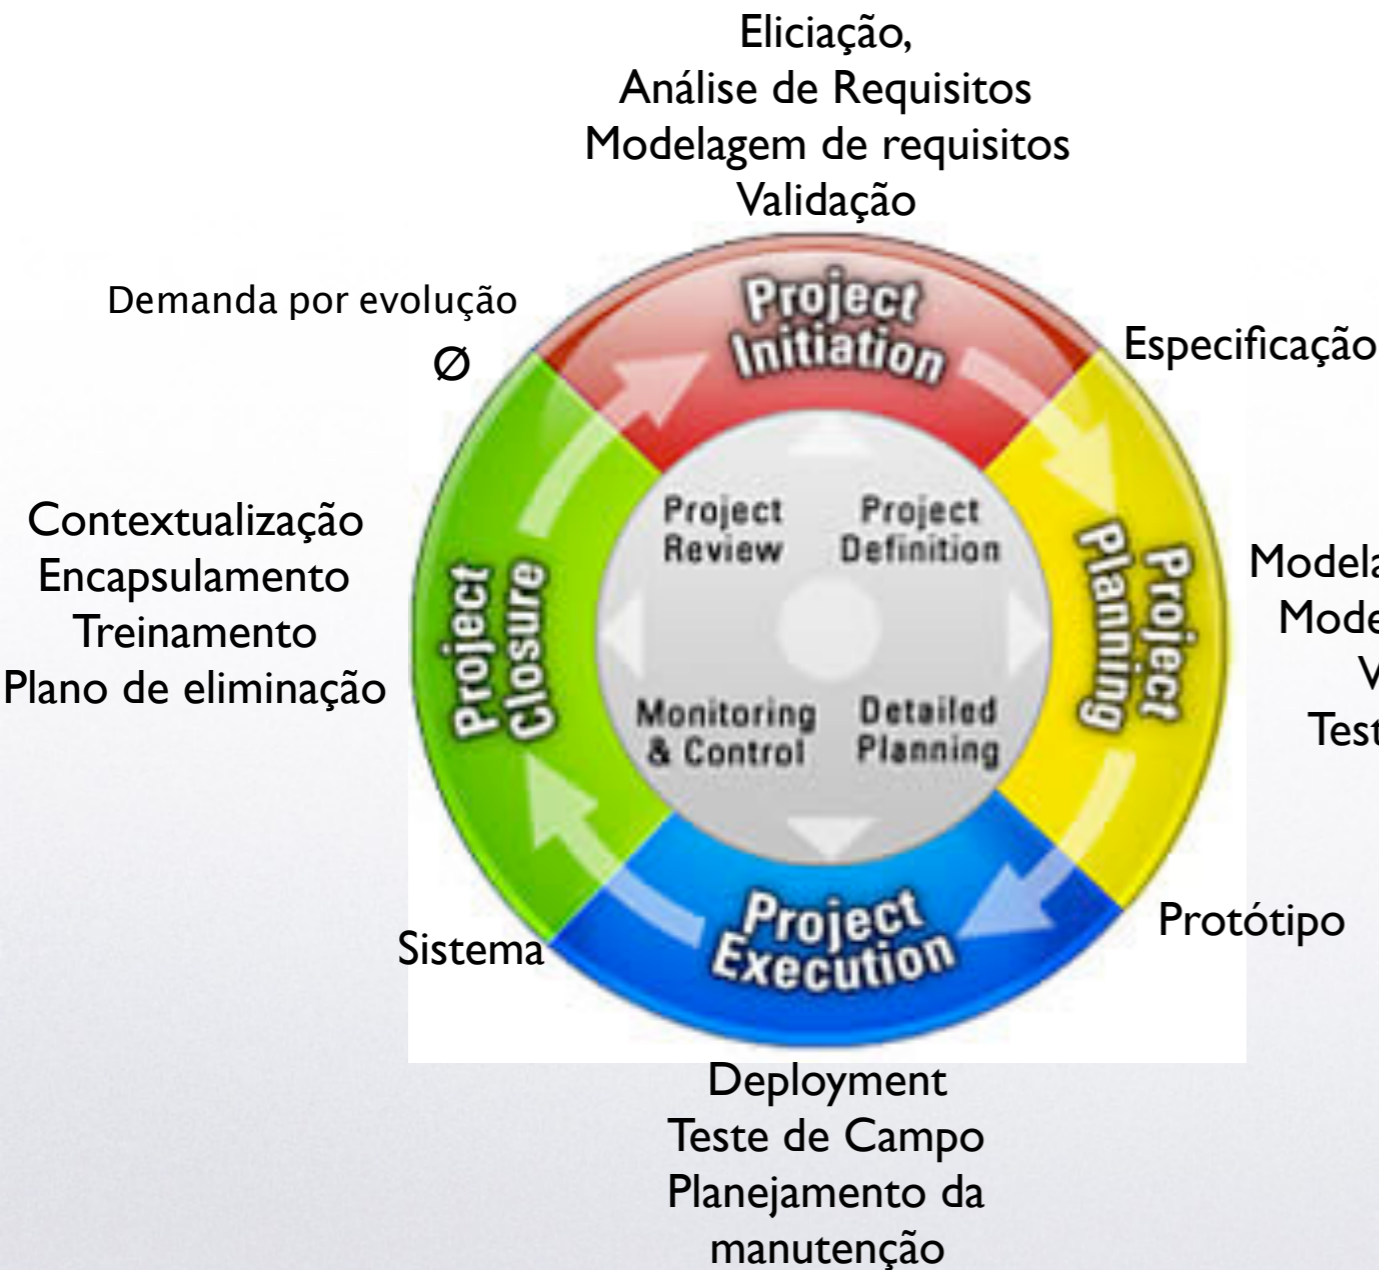 Eliciação,
Análise de Requisitos
Modelagem de requisitos
Validação
Demanda por evolução
Ø
Project
Initiation
Especificação
Contextualização
Encapsulamento
Treinamento
Plano de eliminação
Project
Closure
Project
Review
Project
Definition
Monitoring
& Control
Detailed
Planning
Project
Planning
Sistema
Project
Execution
Protótipo
Deployment
Teste de Campo
Planejamento da
manutenção